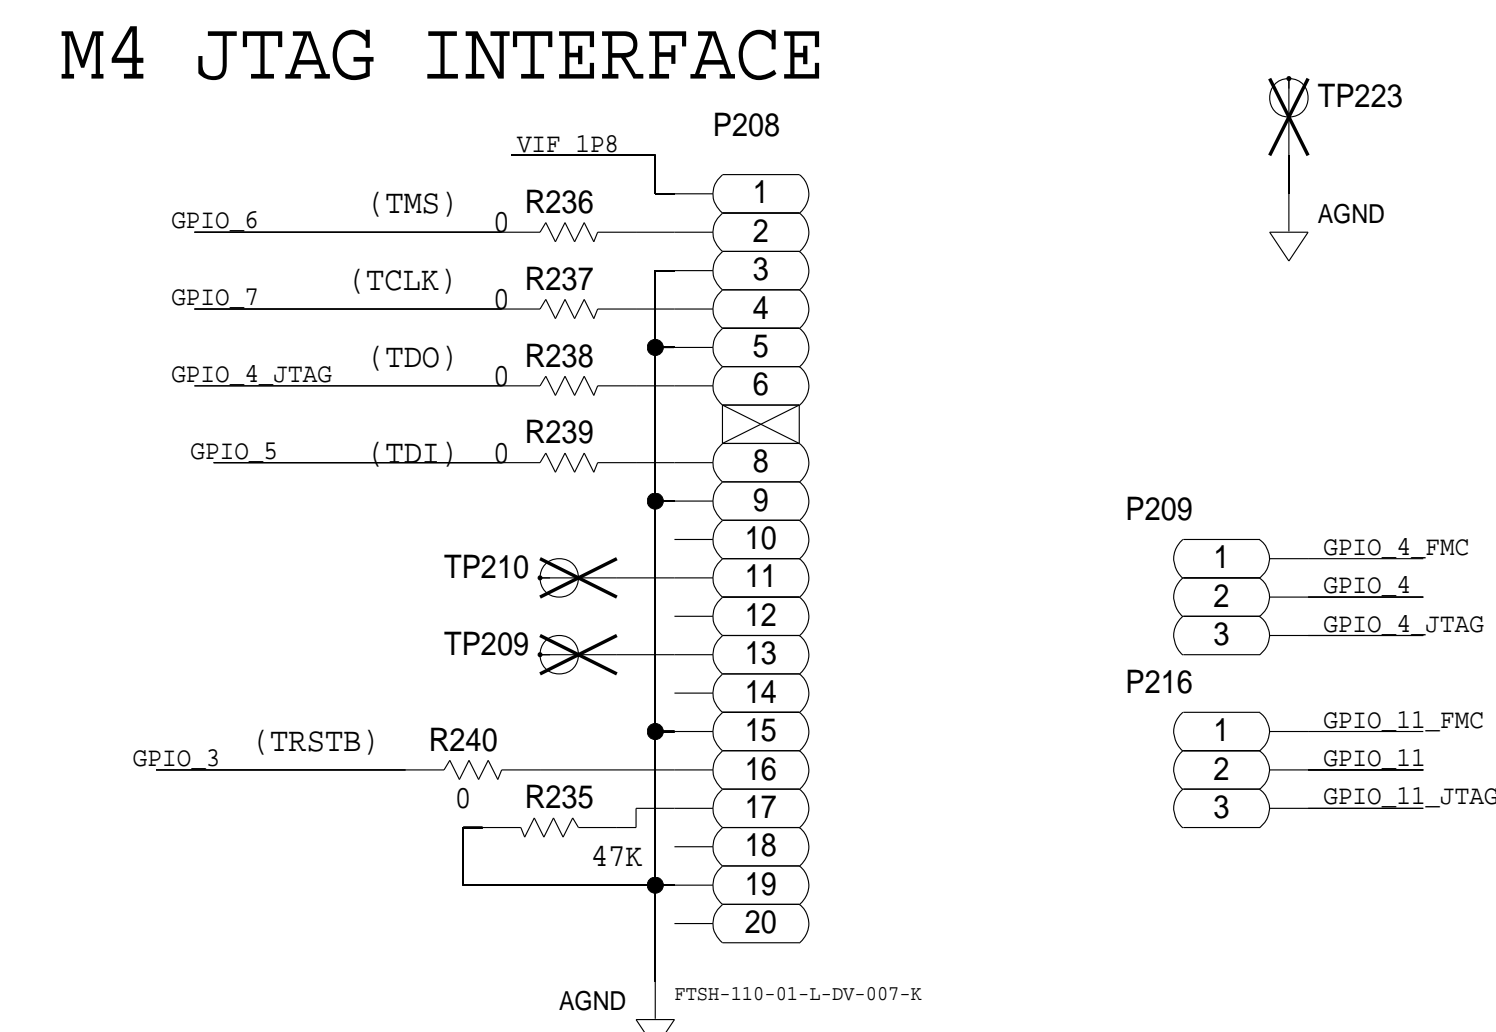 M4 JTAG INTERFACE
TP223
AGND
P208
VIF_1P8
1
GPIO_6 (TMS) 0 R236 2
3
GPIO_7 (TCLK) 0 R237 4
5
GPIO_4_JTAG (TDO) 0 R238 6
GPIO_5 (TDI) 0 R239 8
9
10
TP210 11
12
TP209 13
14
15
GPIO_3 (TRSTB) R240 0 16
R235 47K 17
18
19
20
AGND
FTSH-110-01-L-DV-007-K
P209
1 GPIO_4_FMC
2 GPIO_4
3 GPIO_4_JTAG
P216
1 GPIO_11_FMC
2 GPIO_11
3 GPIO_11_JTAG